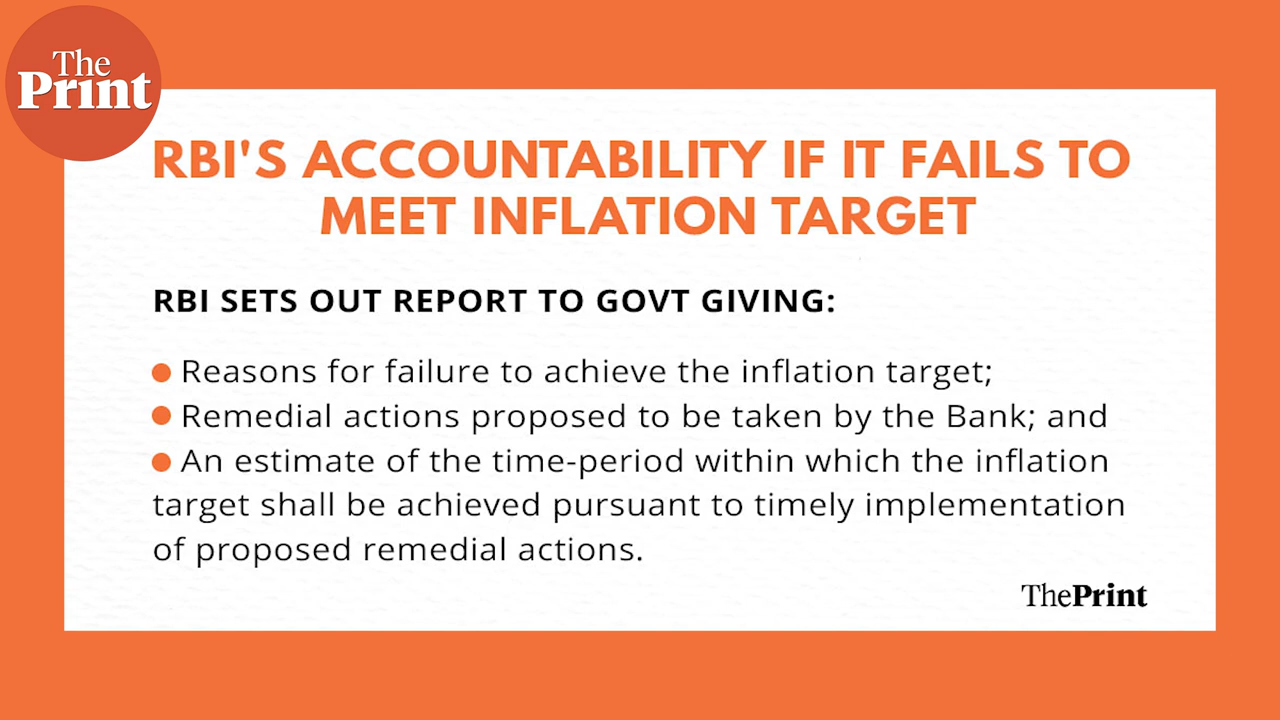 The
Print
RBI'S ACCOUNTABILITY IF IT FAILS TO
MEET INFLATION TARGET
RBI SETS OUT REPORT TO GOVT GIVING:
● Reasons for failure to achieve the inflation target;
● Remedial actions proposed to be taken by the Bank; and
● An estimate of the time-period within which the inflation
target shall be achieved pursuant to timely implementation
of proposed remedial actions.
ThePrint